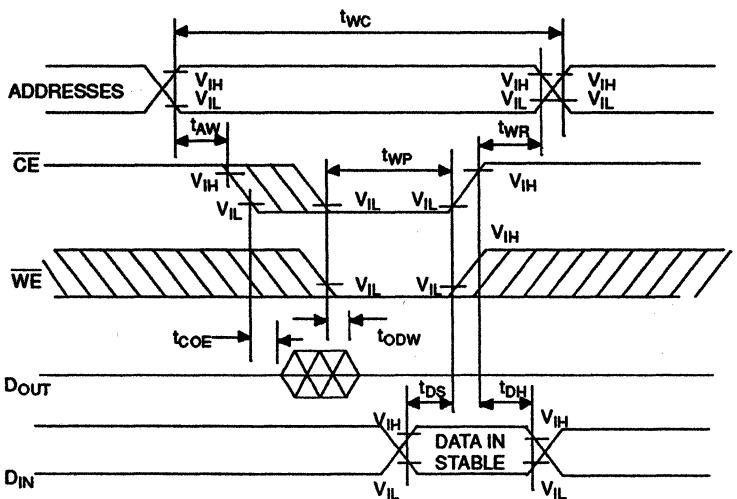 tWC
ADDRESSES
VIH
VIL
VIH
VIL
VIH
VIL
tAW
tWR
CE
tWP
VIH
VIL
VIL
VIL
VIH
WE
VIL
VIL
VIH
tCOE
tODW
DOUT
tDS
tDH
VIH
VIH
DATA IN
STABLE
DIN
VIL
VIL